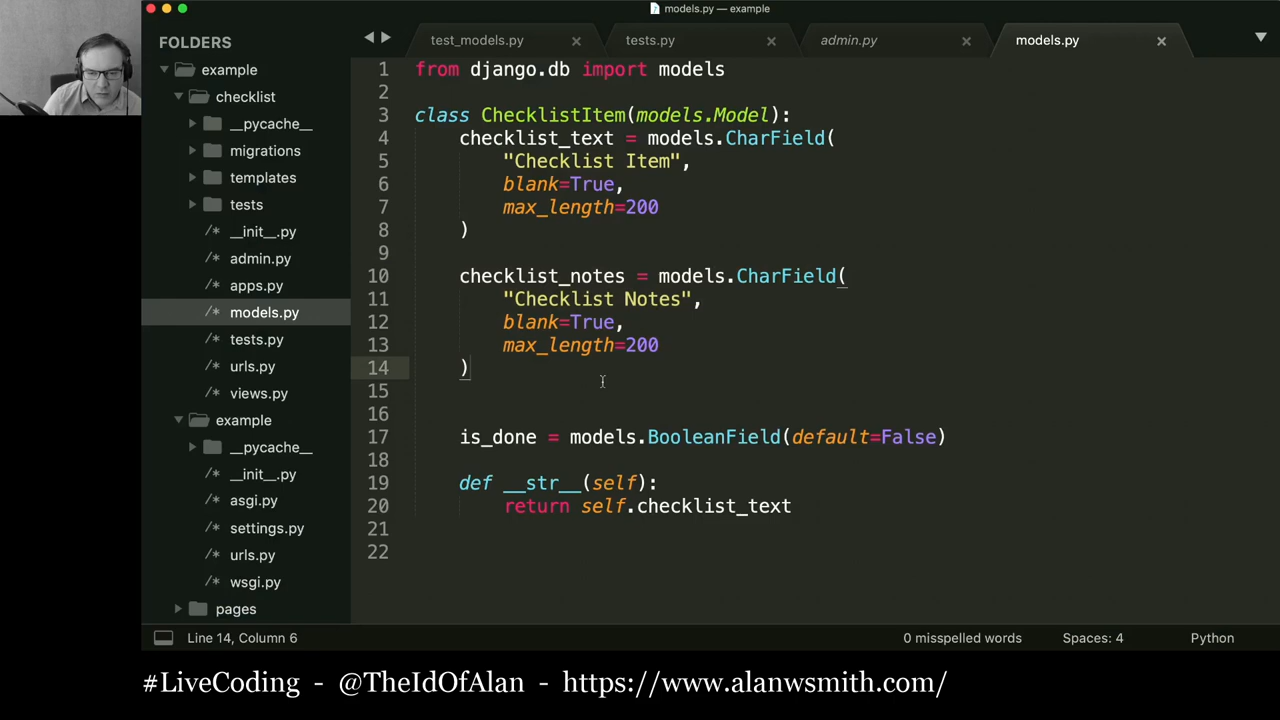 models.py — example
FOLDERS
example
checklist
__pycache__
migrations
templates
tests
/* __init__.py
/* admin.py
/* apps.py
/* models.py
/* tests.py
/* urls.py
/* views.py
example
__pycache__
/* __init__.py
/* asgi.py
/* settings.py
/* urls.py
/* wsgi.py
pages
test_models.py
tests.py
admin.py
models.py
1 from django.db import models
2
3 class ChecklistItem(models.Model):
4 checklist_text = models.CharField(
5 "Checklist Item",
6 blank=True,
7 max_length=200
8 )
9
10 checklist_notes = models.CharField(
11 "Checklist Notes",
12 blank=True,
13 max_length=200
14 )
15
16
17 is_done = models.BooleanField(default=False)
18
19 def __str__(self):
20 return self.checklist_text
21
22
Line 14, Column 6
0 misspelled words
Spaces: 4
Python
#LiveCoding - @TheIdOfAlan - https://www.alanwsmith.com/